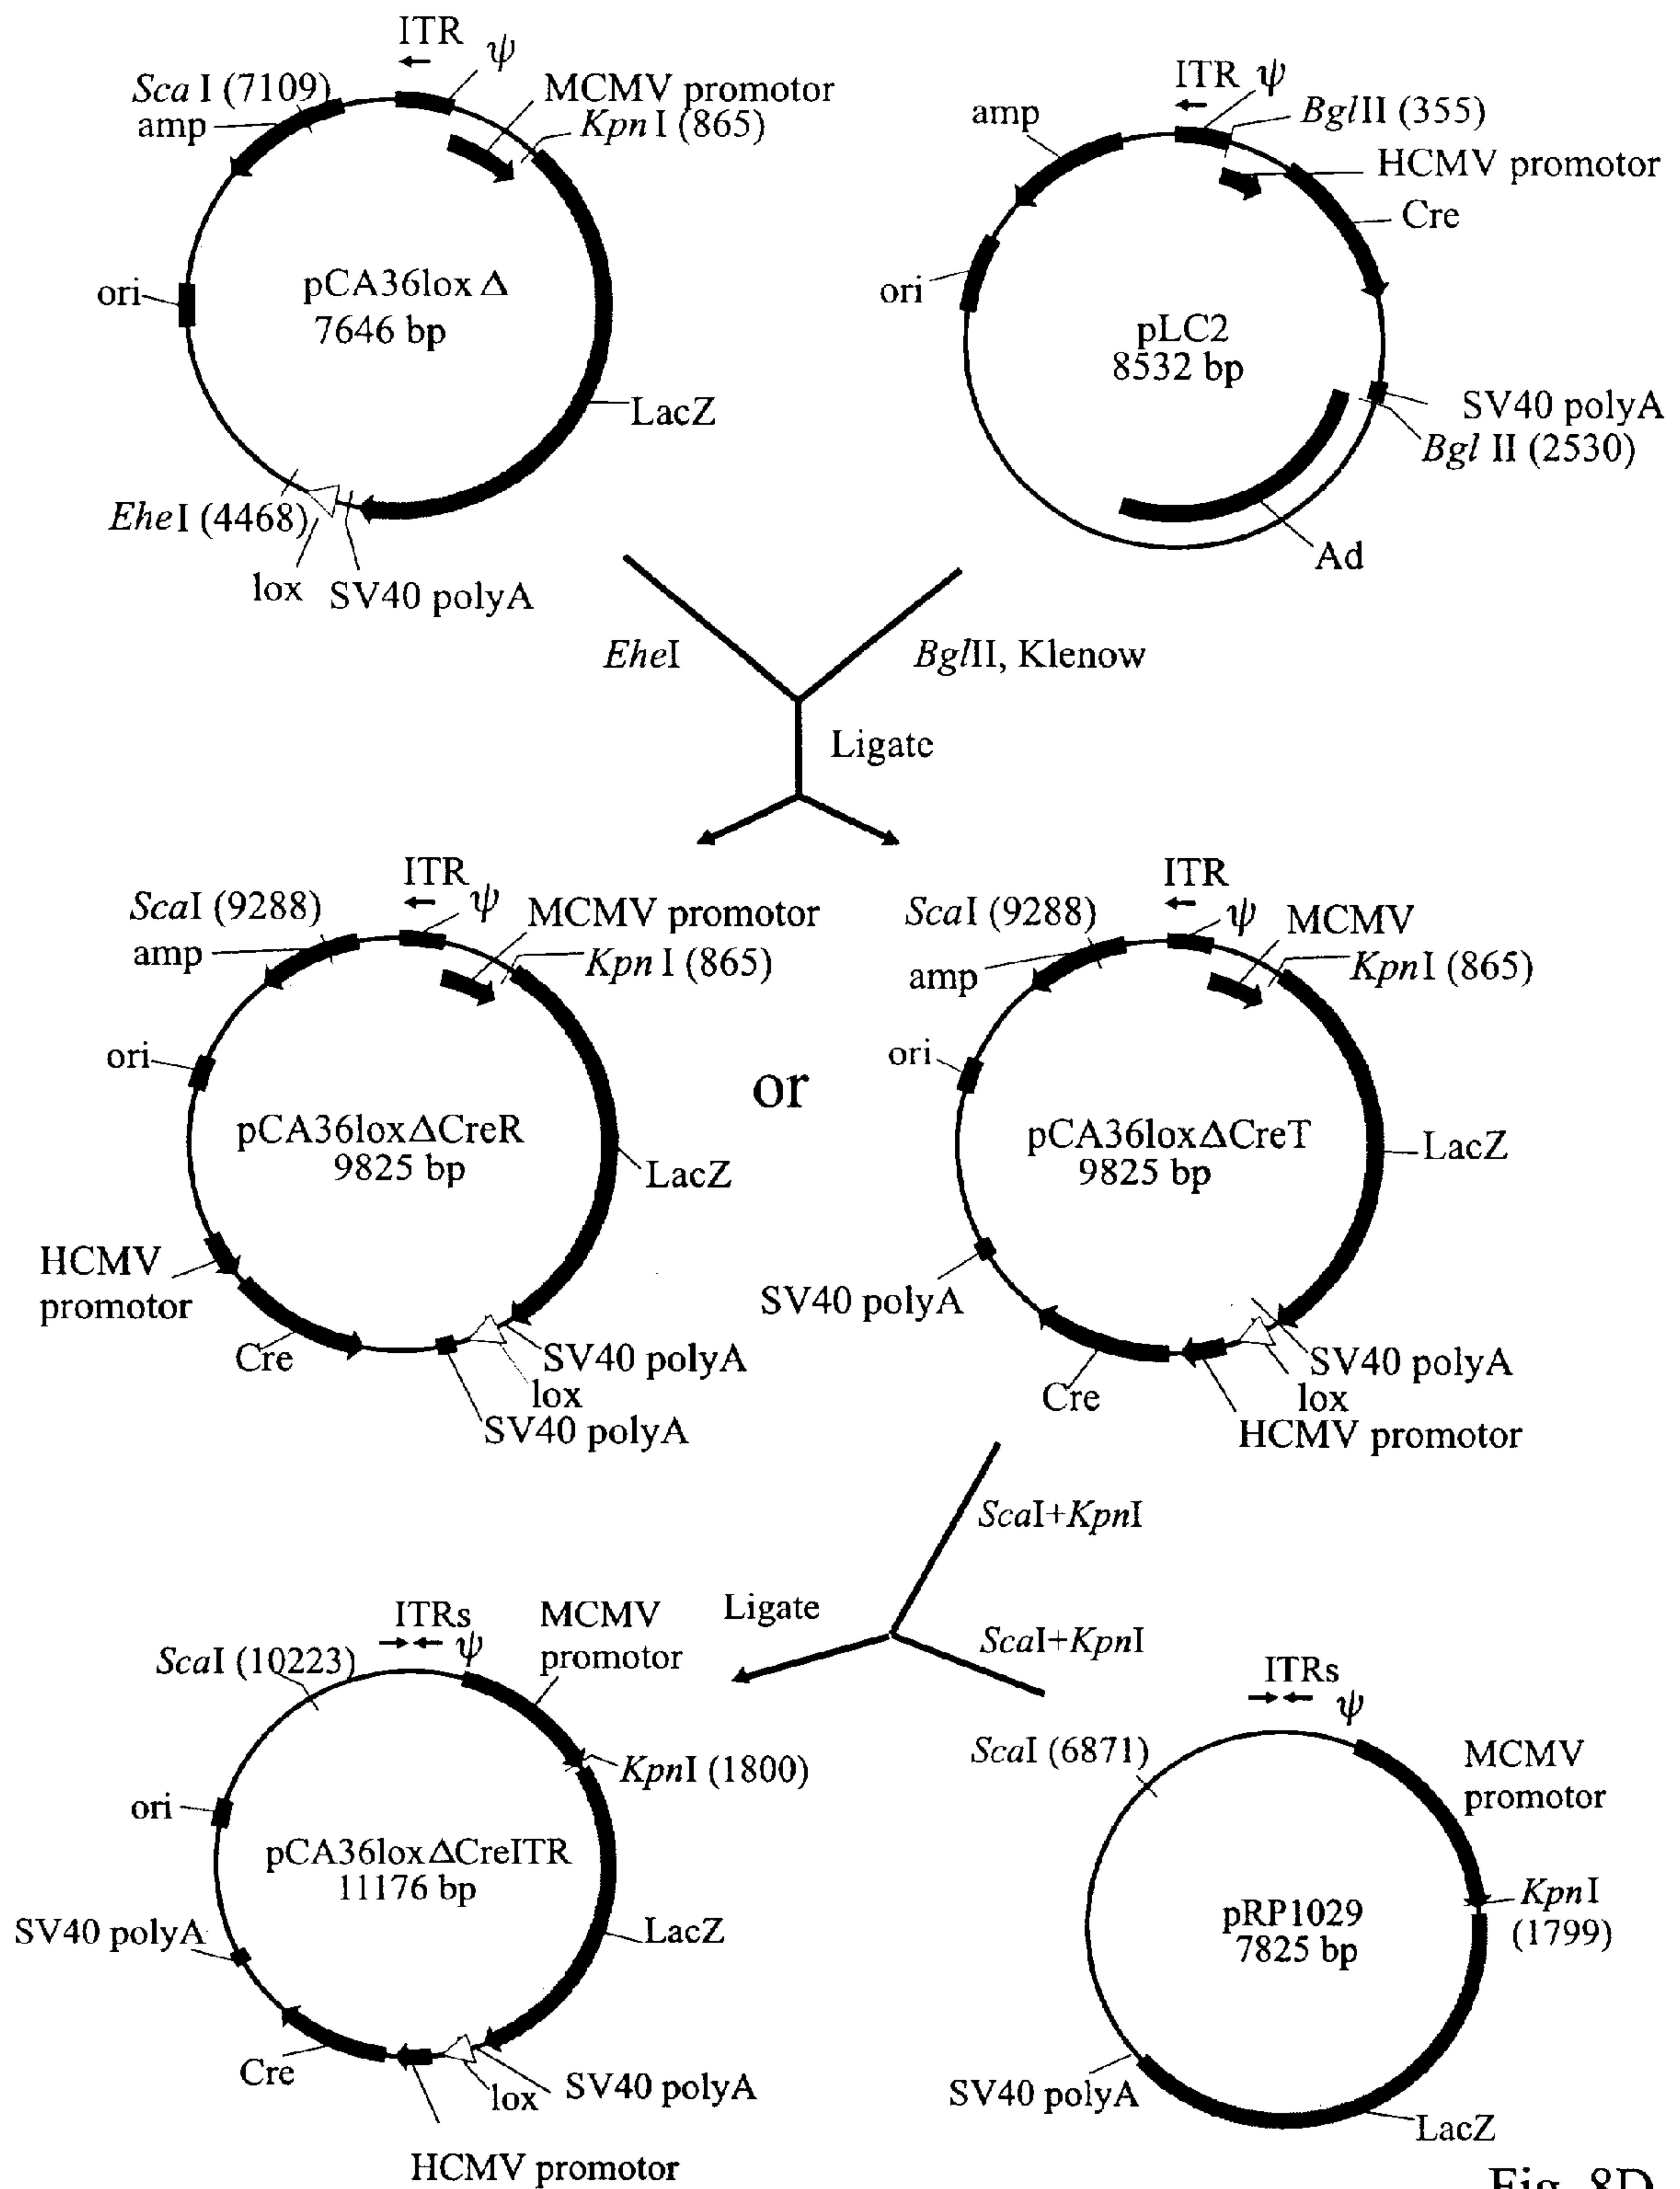 ITR ψ
Sca I (7109)
amp
MCMV promotor
Kpn I (865)
ori
pCA36lox Δ
7646 bp
LacZ
EheI (4468)
lox
SV40 polyA
ITR ψ
amp
BglII (355)
HCMV promotor
Cre
ori
pLC2
8532 bp
SV40 polyA
Bgl II (2530)
Ad
EheI
BglII, Klenow
Ligate
ITR
ψ
ScaI (9288)
amp
MCMV promotor
Kpn I (865)
ori
pCA36loxΔCreR
9825 bp
LacZ
HCMV
promotor
Cre
SV40 polyA
lox
SV40 polyA
or
ITR
ψ
ScaI (9288)
amp
MCMV
KpnI (865)
ori
pCA36loxΔCreT
9825 bp
LacZ
SV40 polyA
Cre
SV40 polyA
lox
HCMV promotor
ScaI+KpnI
Ligate
ScaI+KpnI
ITRs
ψ
MCMV
promotor
ScaI (10223)
KpnI (1800)
ori
pCA36loxΔCreITR
11176 bp
SV40 polyA
LacZ
Cre
lox
SV40 polyA
HCMV promotor
ITRs
ψ
ScaI (6871)
MCMV
promotor
KpnI
(1799)
pRP1029
7825 bp
SV40 polyA
LacZ
Fig. 8D